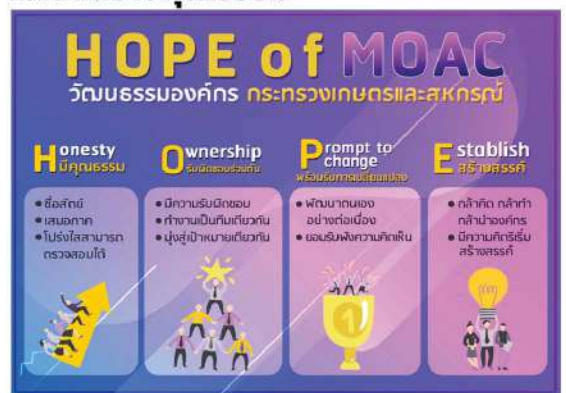 HOPE of MOAC
วัฒนธรรมองค์กร กระทรวงเกษตรและสหกรณ์
Honesty
มีคุณธรรม
• ซื่อสัตย์
• เสมอภาค
• โปร่งใสสามารถ
ตรวจสอบได้
Ownership
รับผิดชอบร่วมกัน
• มีความรับผิดชอบ
• ทำงานเป็นทีมเดียวกัน
• มุ่งสู่เป้าหมายเดียวกัน
Prompt to
change
พร้อมรับการเปลี่ยนแปลง
• พัฒนาตนเอง
อย่างต่อเนื่อง
• ยอมรับฟังความคิดเห็น
1
Establish
สร้างสรรค์
• กล้าคิด กล้าทำ
กล้านำองค์กร
• มีความคิดริเริ่ม
สร้างสรรค์